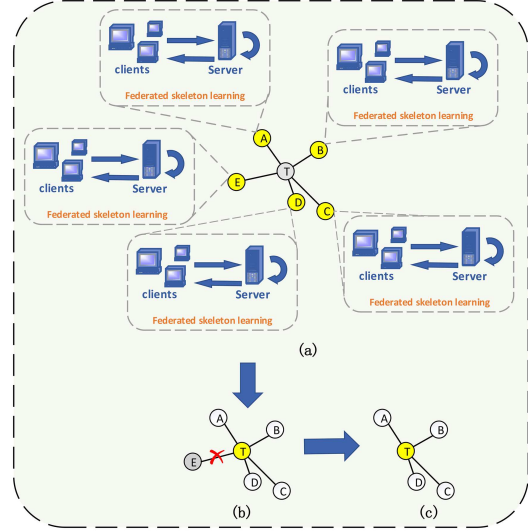 clients
Server
Federated skeleton learning
clients
Server
Federated skeleton learning
A
B
T
E
D
C
clients
Server
Federated skeleton learning
clients
Server
Federated skeleton learning
clients
Server
Federated skeleton learning
(a)
A
B
E
T
D
C
(b)
A
B
T
D
C
(c)